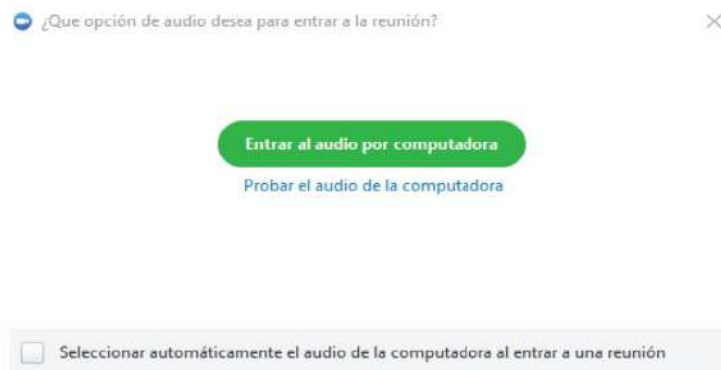 ¿Que opción de audio desea para entrar a la reunión?
Entrar al audio por computadora
Probar el audio de la computadora
Seleccionar automáticamente el audio de la computadora al entrar a una reunión